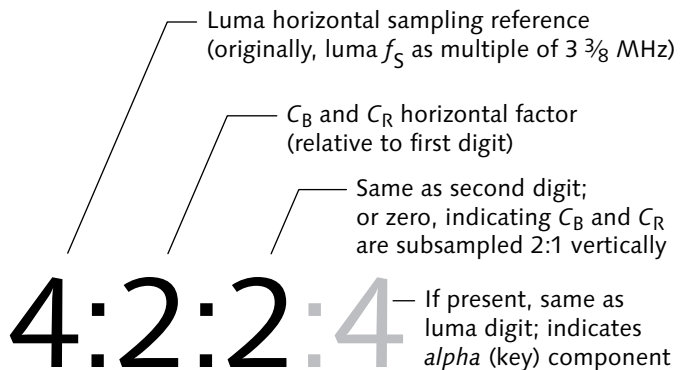 Luma horizontal sampling reference
(originally, luma fS as multiple of 3 3⁄8 MHz)
CB and CR horizontal factor
(relative to first digit)
Same as second digit;
or zero, indicating CB and CR
are subsampled 2:1 vertically
4:2:2:4
If present, same as
luma digit; indicates
alpha (key) component